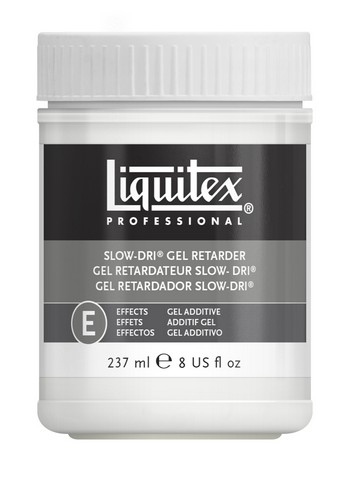 Liquitex®
PROFESSIONAL
SLOW-DRI® GEL RETARDER
GEL RETARDATEUR SLOW- DRI®
GEL RETARDADOR SLOW-DRI®
E
EFFECTS GEL ADDITIVE
EFFETS ADDITIF GEL
EFECTOS GEL ADITIVO
237 ml ℮ 8 US fl oz